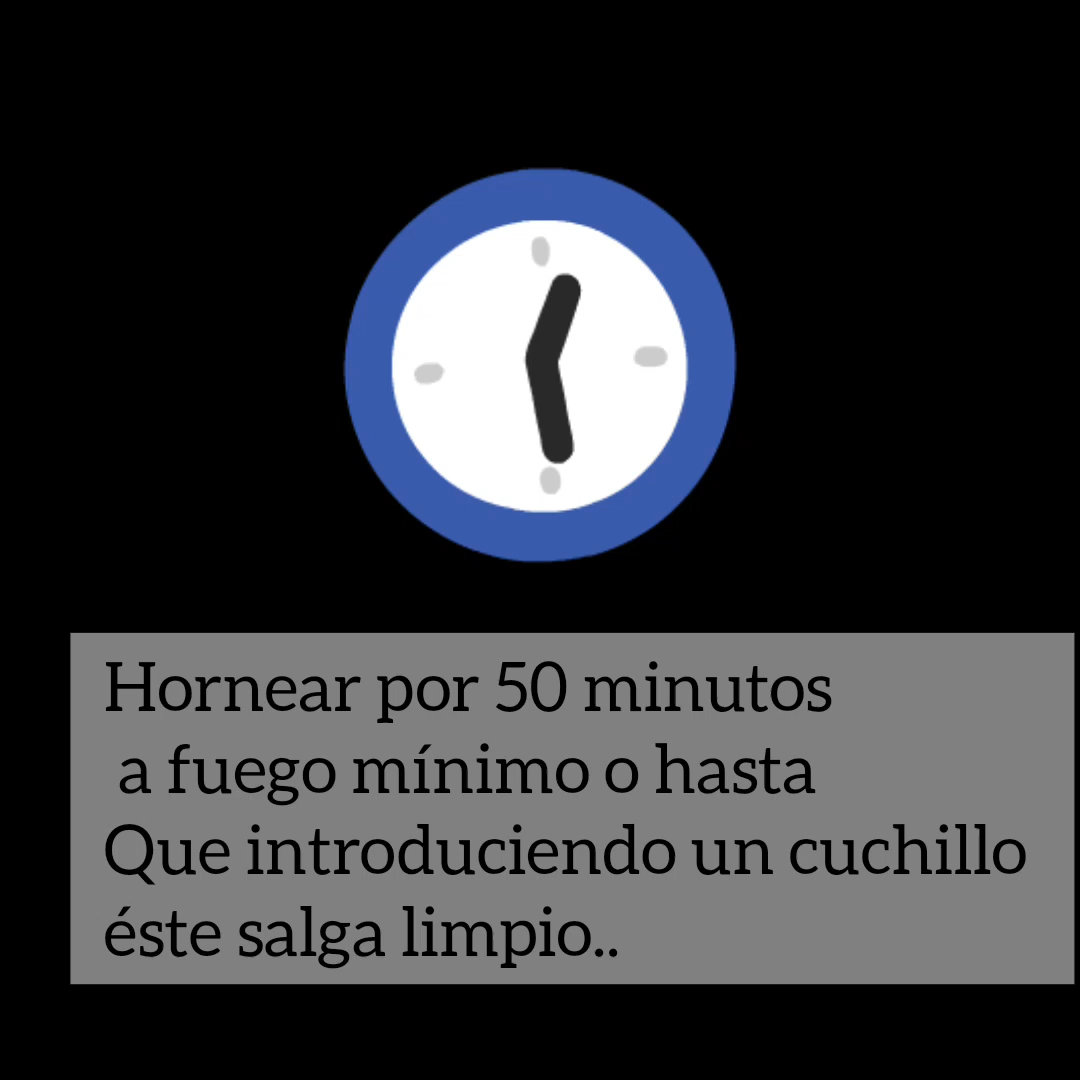 Hornear por 50 minutos
a fuego mínimo o hasta
Que introduciendo un cuchillo
éste salga limpio..